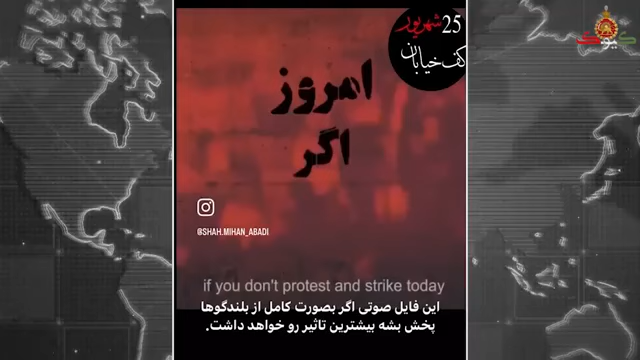 25 شهریور
کف خیابان
گیونگ
امروز
اگر
@SHAH.MIHAN_ABADI
if you don't protest and strike today
این فایل صوتی اگر بصورت کامل از بلندگوها
پخش بشه بیشترین تاثیر رو خواهد داشت.